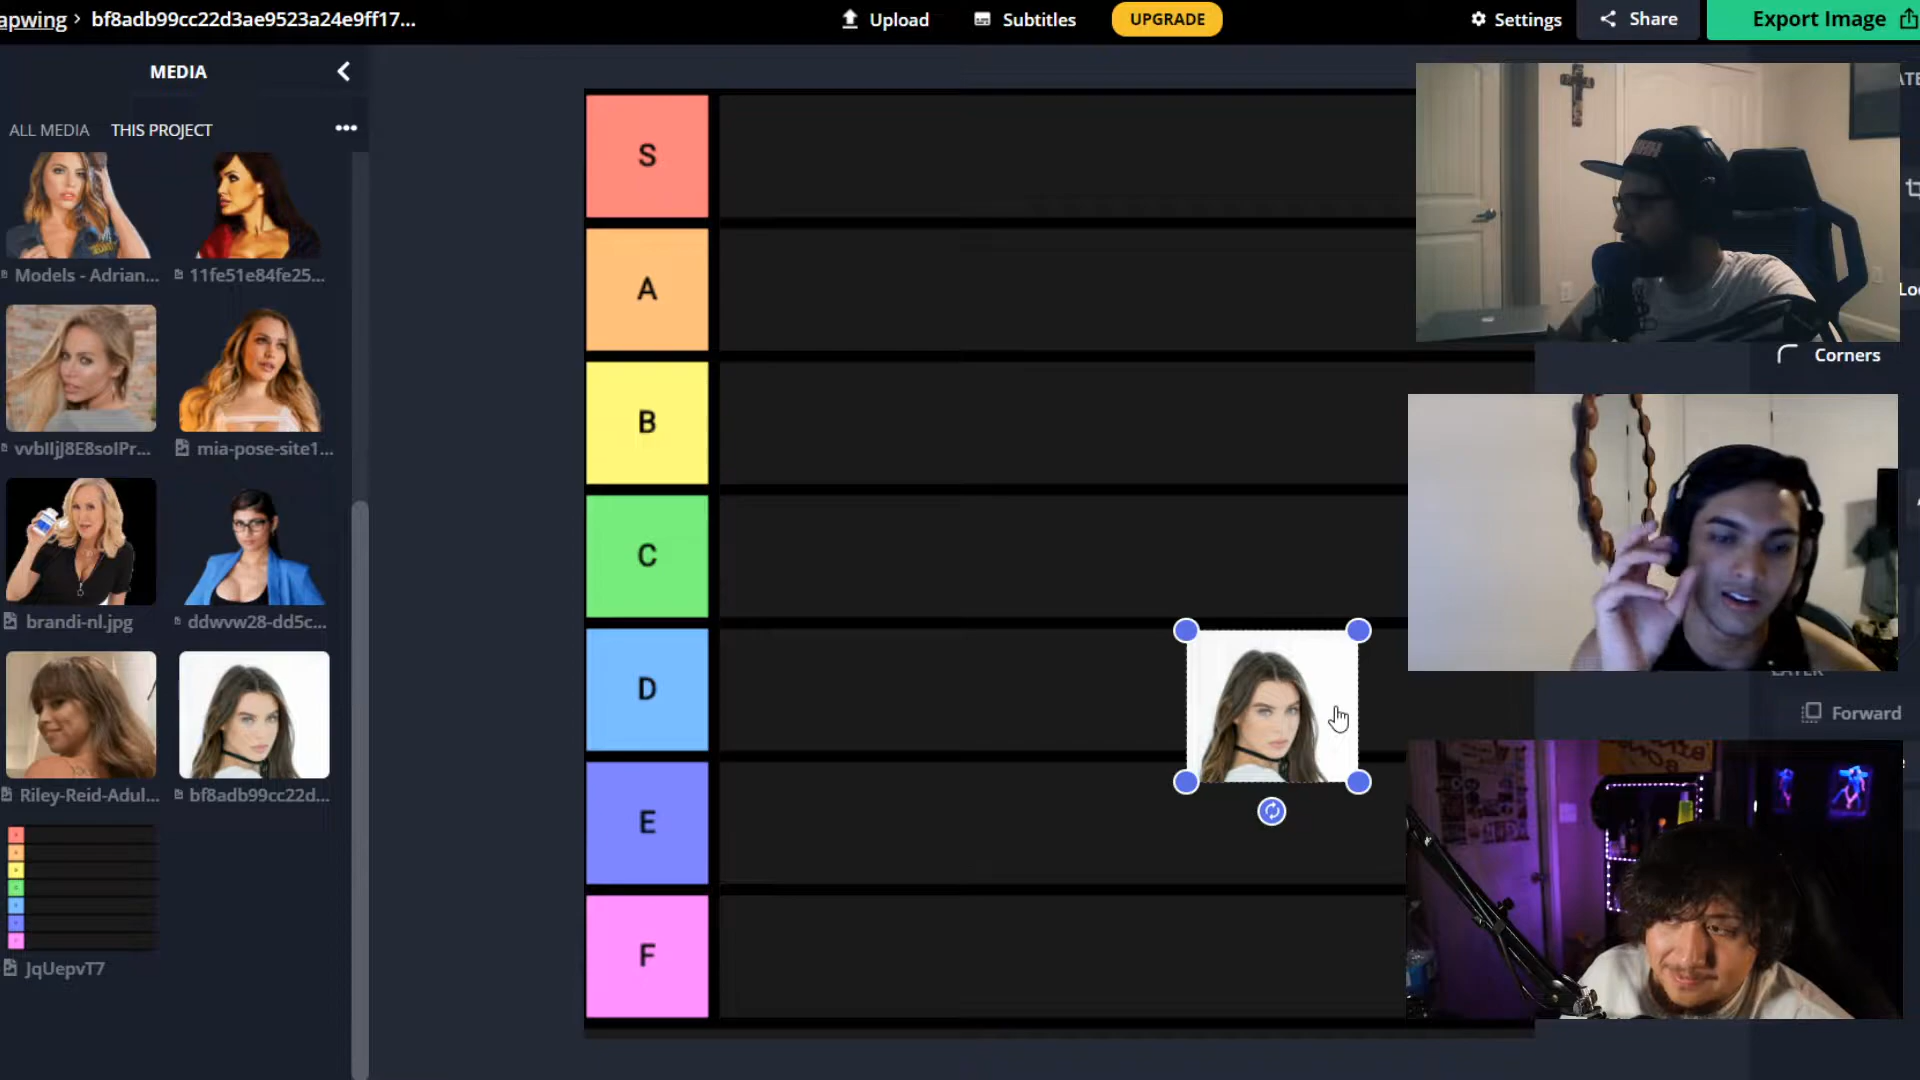 apwing > bf8adb99cc22d3ae9523a24e9ff17...
Upload
Subtitles
UPGRADE
Settings
Share
Export Image
MEDIA
ALL MEDIA
THIS PROJECT
Models - Adrian...
11fe51e84fe25...
mia-pose-site1...
brandi-nl.jpg
ddwvw28-dd5c...
Riley-Reid-Adul...
bf8adb99cc22d...
JqUepvT7
S
A
B
C
D
E
F
Corners
LAYER
Forward